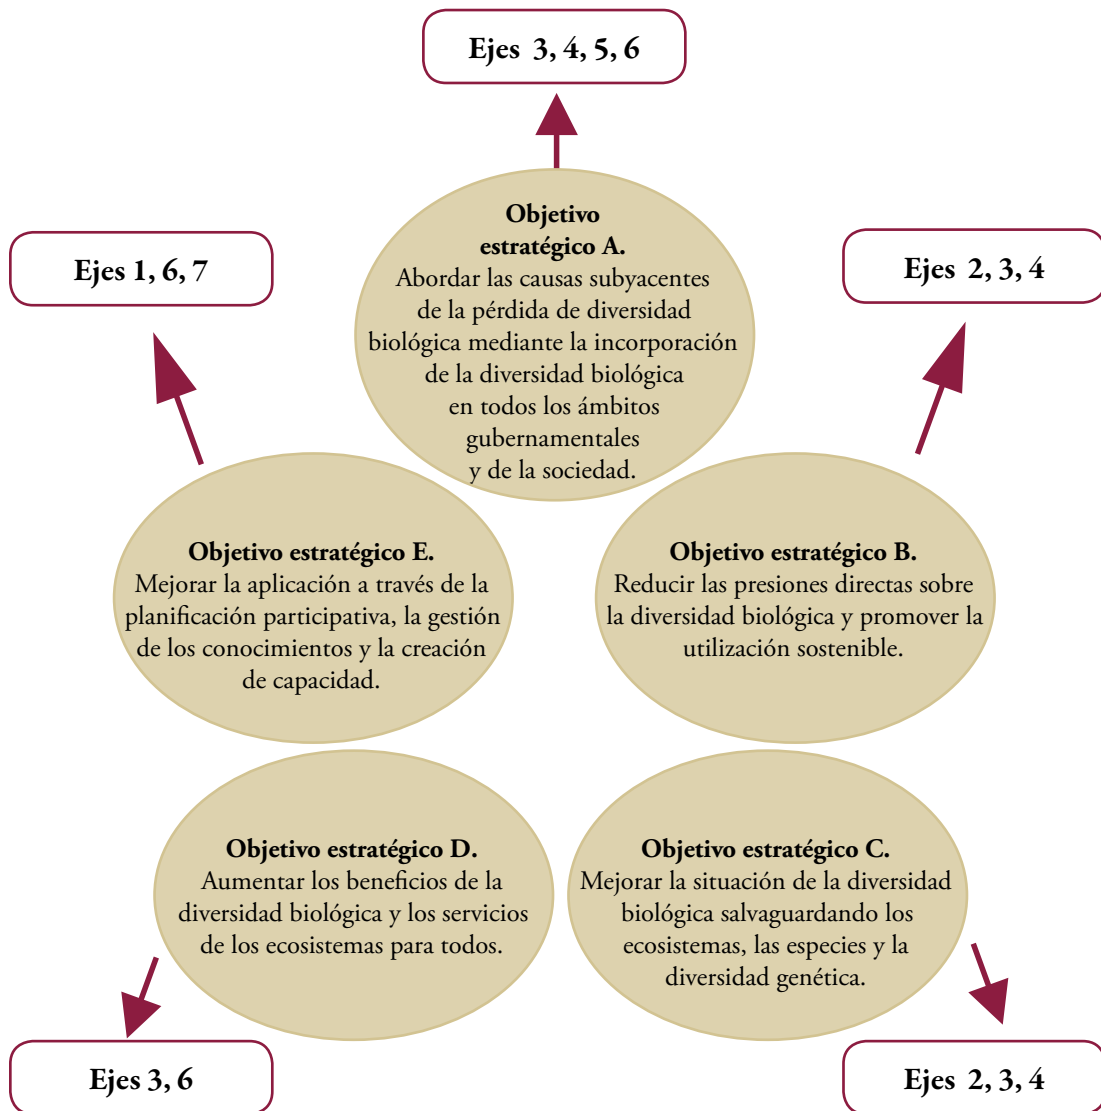 Ejes 3, 4, 5, 6
Objetivo
estratégico A.
Abordar las causas subyacentes
de la pérdida de diversidad
biológica mediante la incorporación
de la diversidad biológica
en todos los ámbitos
gubernamentales
y de la sociedad.
Ejes 1, 6, 7
Ejes 2, 3, 4
Objetivo estratégico E.
Mejorar la aplicación a través de la
planificación participativa, la gestión
de los conocimientos y la creación
de capacidad.
Objetivo estratégico B.
Reducir las presiones directas sobre
la diversidad biológica y promover la
utilización sostenible.
Objetivo estratégico D.
Aumentar los beneficios de la
diversidad biológica y los servicios
de los ecosistemas para todos.
Objetivo estratégico C.
Mejorar la situación de la diversidad
biológica salvaguardando los
ecosistemas, las especies y la
diversidad genética.
Ejes 3, 6
Ejes 2, 3, 4